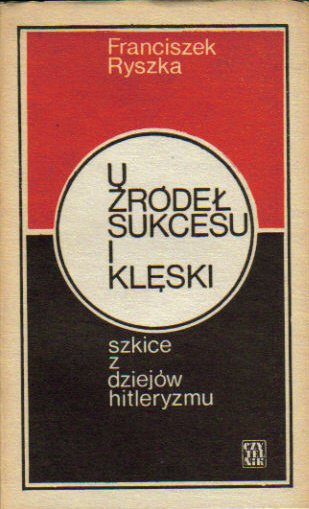 Franciszek
Ryszka
U
ŹRÓDEŁ
SUKCESU
I
KLĘSKI
szkice
z
dziejów
hitleryzmu
CZY
TEL
NIK